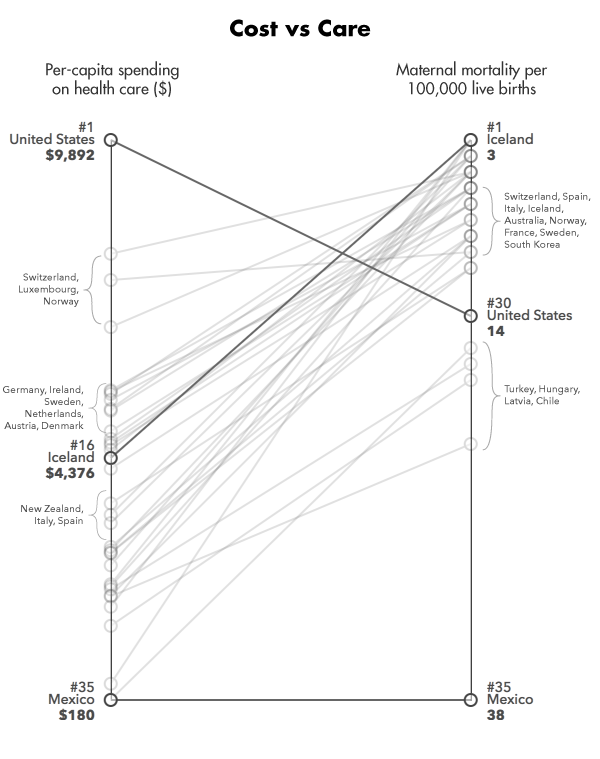 Cost vs Care
Per-capita spending
on health care ($)
Maternal mortality per
100,000 live births
#1
United States
$9,892
#1
Iceland
3
Switzerland, Spain,
Italy, Iceland,
Australia, Norway,
France, Sweden,
South Korea
Switzerland,
Luxembourg,
Norway
#30
United States
14
Germany, Ireland,
Sweden,
Netherlands,
Austria, Denmark
Turkey, Hungary,
Latvia, Chile
#16
Iceland
$4,376
New Zealand,
Italy, Spain
#35
Mexico
$180
#35
Mexico
38